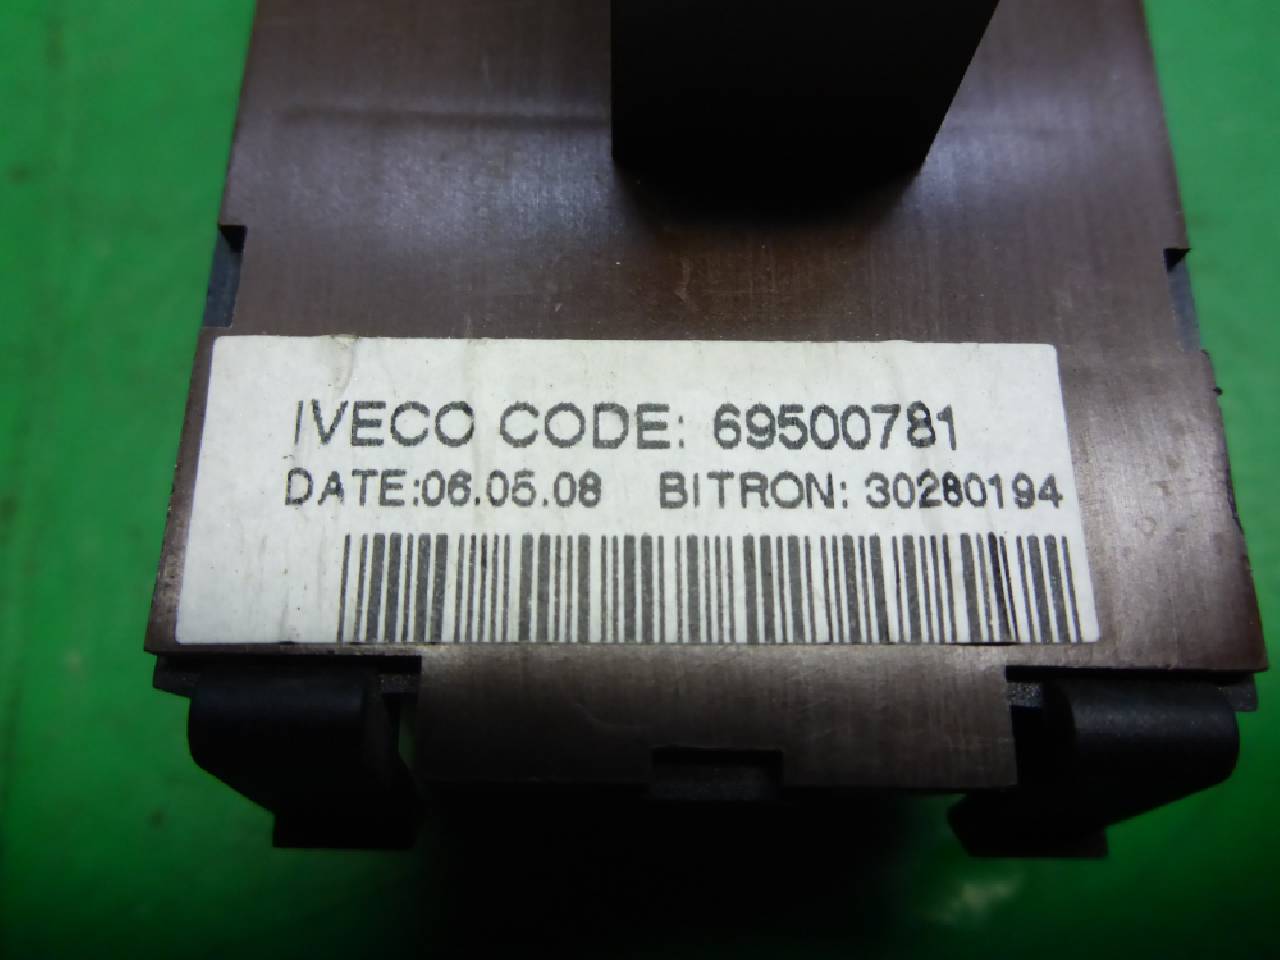 IVECO CODE: 69500781
DATE:06.05.08 BITRON: 30280194